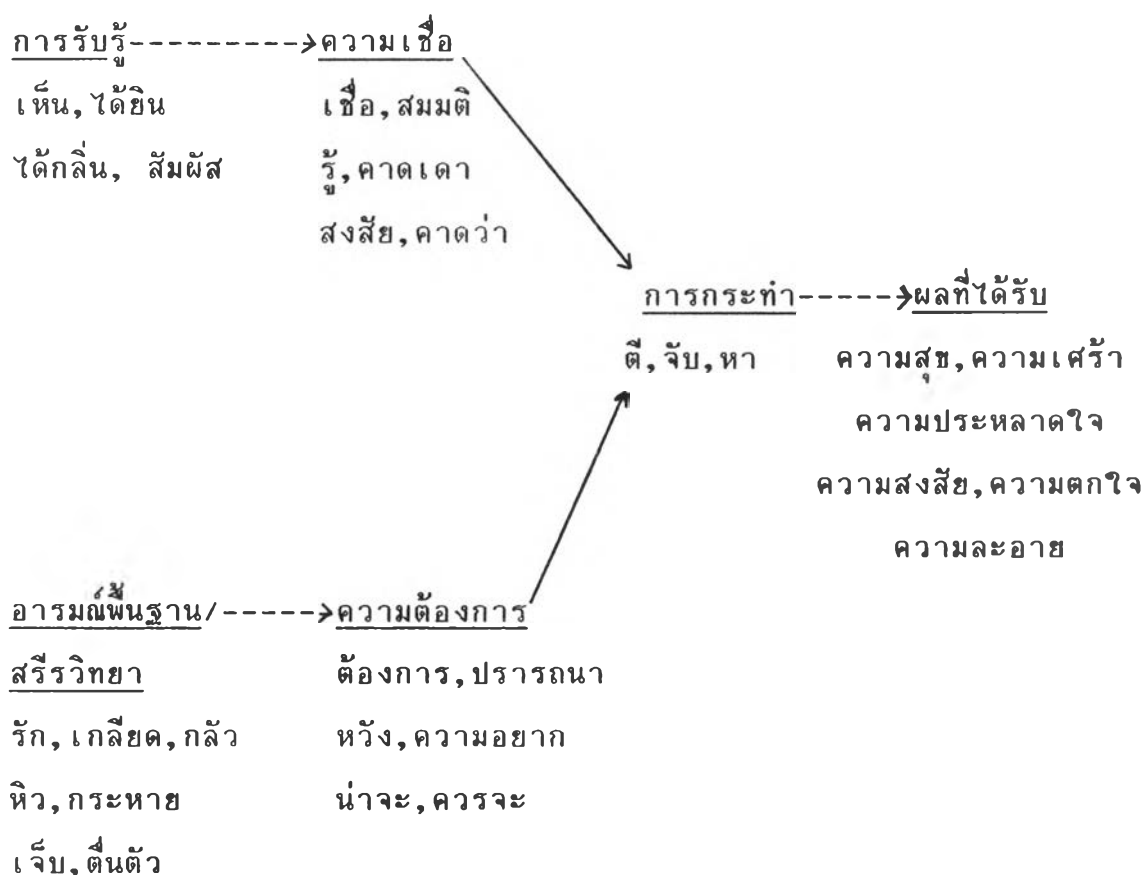 การรับรู้---------->ความเชื่อ
เห็น,ได้ยิน เชื่อ,สมมติ
ได้กลิ่น, สัมผัส รู้,คาดเดา
สงสัย,คาดว่า
การกระทำ------>ผลที่ได้รับ
ตี,จับ,หา ความสุข,ความเศร้า
ความประหลาดใจ
ความสงสัย,ความตกใจ
ความละอาย
อารมณ์พื้นฐาน/----->ความต้องการ
สรีรวิทยา ต้องการ,ปรารถนา
รัก,เกลียด,กลัว หวัง,ความอยาก
หิว,กระหาย น่าจะ,ควรจะ
เจ็บ,ตื่นตัว